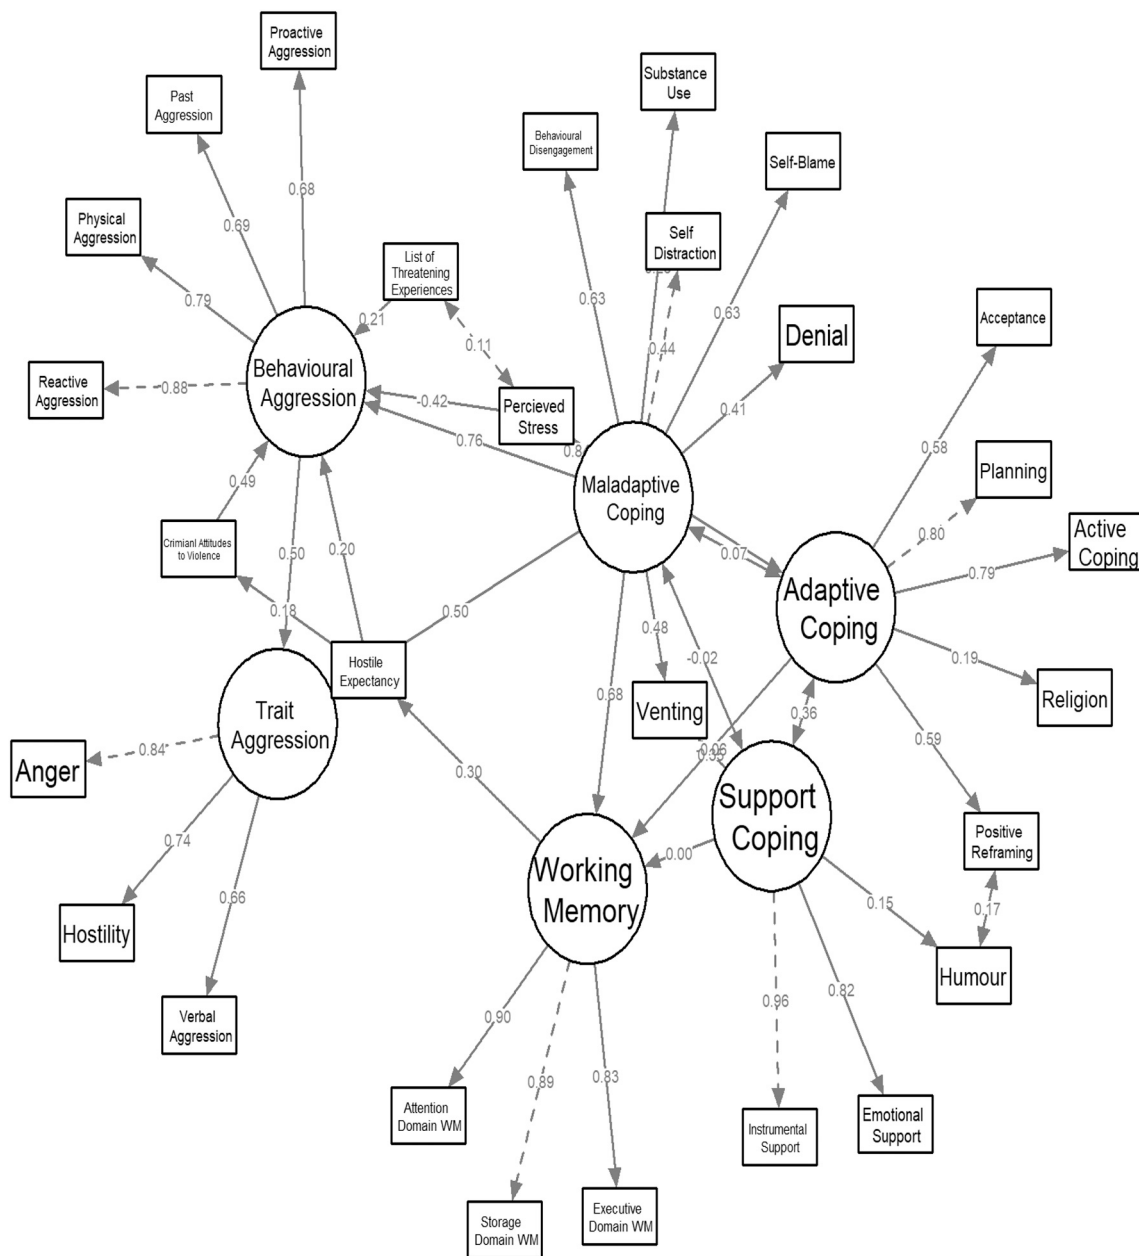 Proactive
Aggression
Past
Aggression
Substance
Use
Behavioural
Disengagement
Self-Blame
0.68
0.69
Physical
Aggression
Self
Distraction
List of
Threatening
Experiences
0.63
0.63
0.79
0.21
0.11
0.44
Denial
Acceptance
Reactive
Aggression
0.88
Behavioural
Aggression
-0.42
Percieved
Stress
0.41
0.76
0.58
0.49
Maladaptive
Coping
Planning
0.80
Crimianl Attitudes
to Violence
0.50
0.20
0.07
Active
Coping
0.79
Adaptive
Coping
0.18
0.50
0.48
-0.02
0.19
Hostile
Expectancy
0.68
Religion
Trait
Aggression
Venting
0.36
0.59
Anger
0.84
0.30
Support
Coping
Positive
Reframing
0.74
0.00
Working
Memory
0.66
0.15
0.17
Hostility
Humour
0.96
0.82
Verbal
Aggression
0.90
0.89
0.83
Attention
Domain WM
Instrumental
Support
Emotional
Support
Storage
Domain WM
Executive
Domain WM